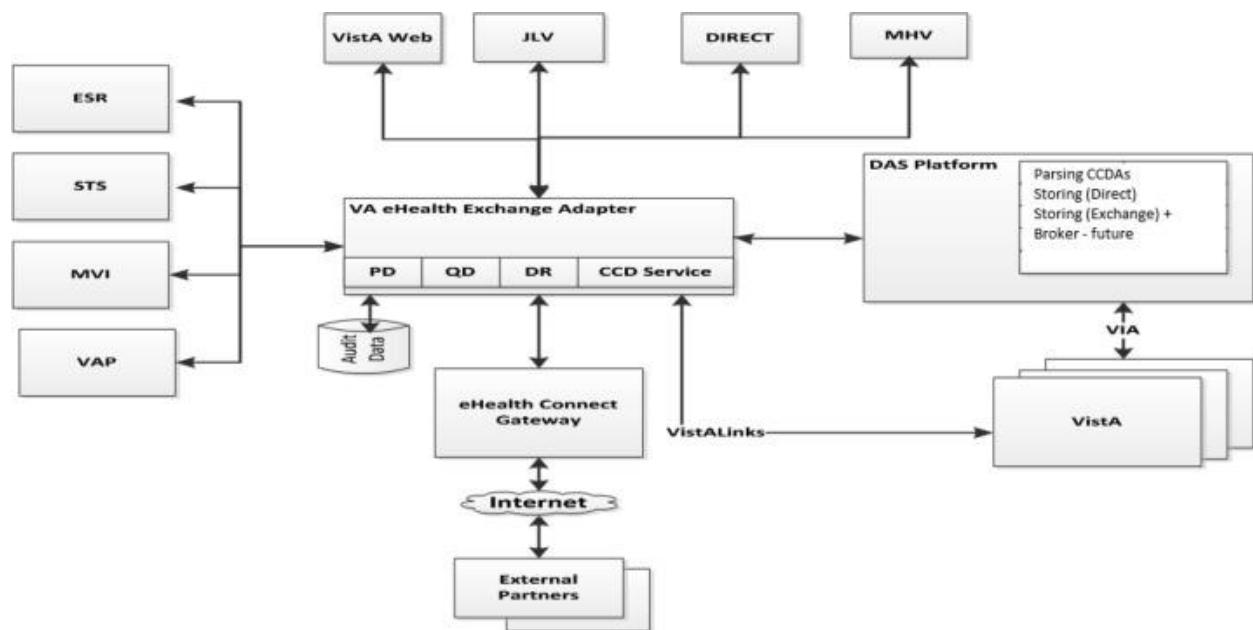 VistA Web
JLV
DIRECT
MHV
ESR
STS
MVI
VAP
VA eHealth Exchange Adapter
PD
QD
DR
CCD Service
DAS Platform
Parsing CCDAs
Storing (Direct)
Storing (Exchange) +
Broker - future
Audit
Data
VIA
eHealth Connect
Gateway
VistALinks
VistA
Internet
External
Partners